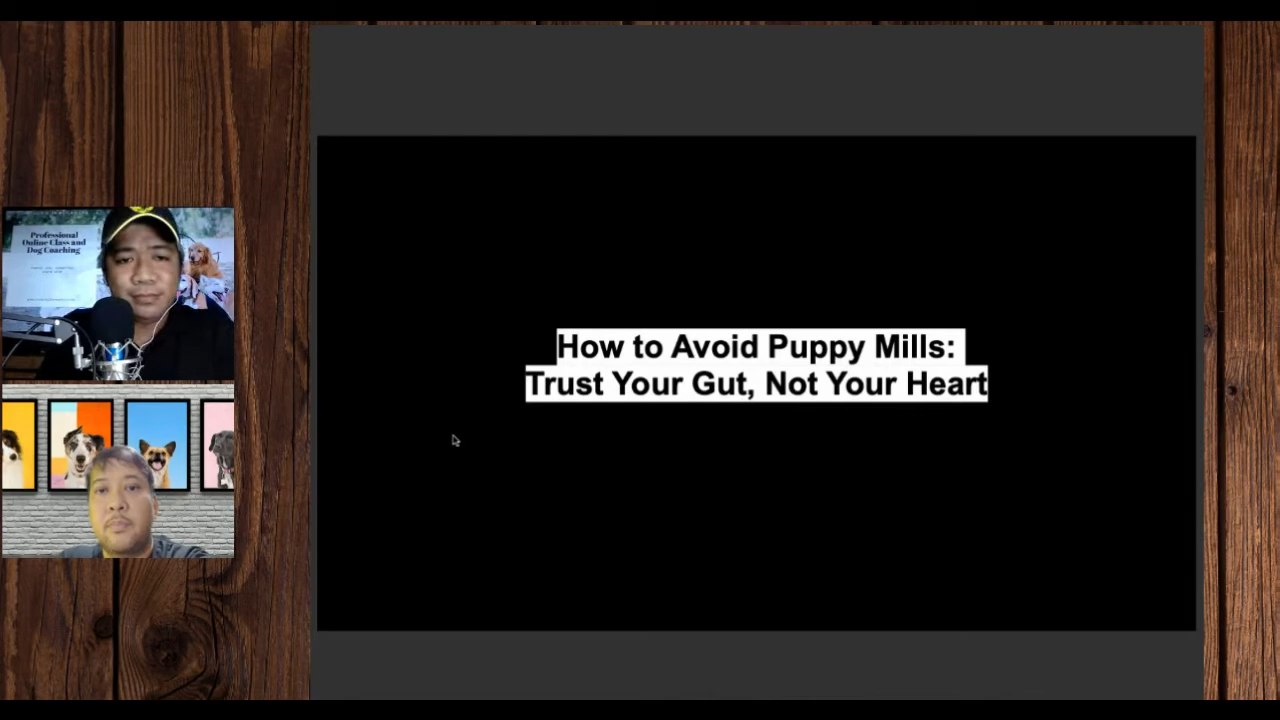 Professional
Online Class and
Dog Coaching
How to Avoid Puppy Mills:
Trust Your Gut, Not Your Heart